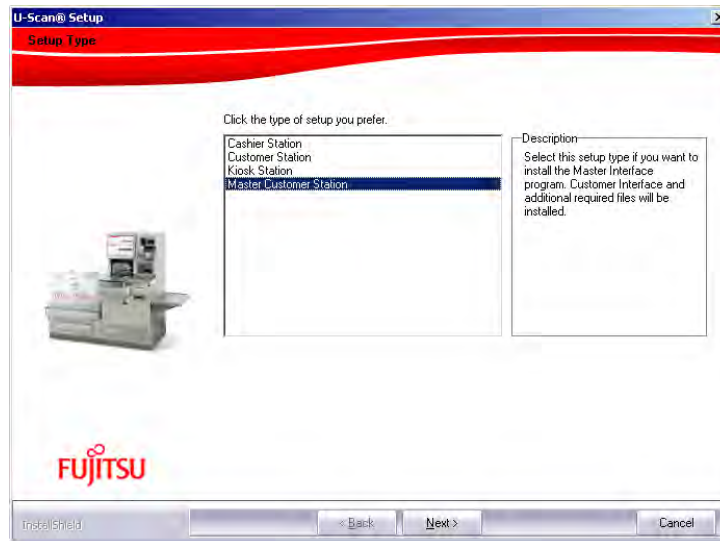 U-Scan® Setup
Setup Type
Click the type of setup you prefer.
Cashier Station
Customer Station
Kiosk Station
Master Customer Station
Description
Select this setup type if you want to
install the Master Interface
program. Customer Interface and
additional required files will be
installed.
FUJITSU
InstallShield
< Back
Next >
Cancel